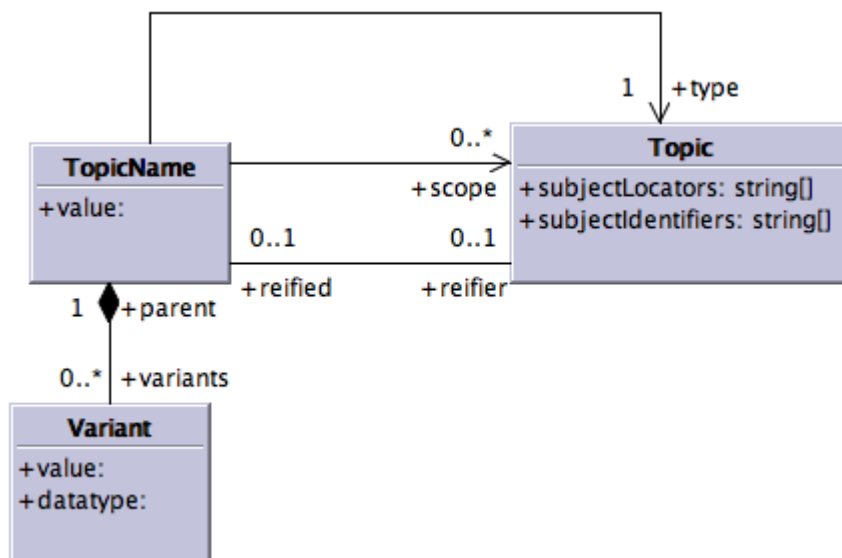 1 +type
TopicName
+value:
0..*
+scope
Topic
+subjectLocators: string[]
+subjectIdentifiers: string[]
0..1 0..1
+reified +reifier
1 +parent
0..* +variants
Variant
+value:
+datatype: